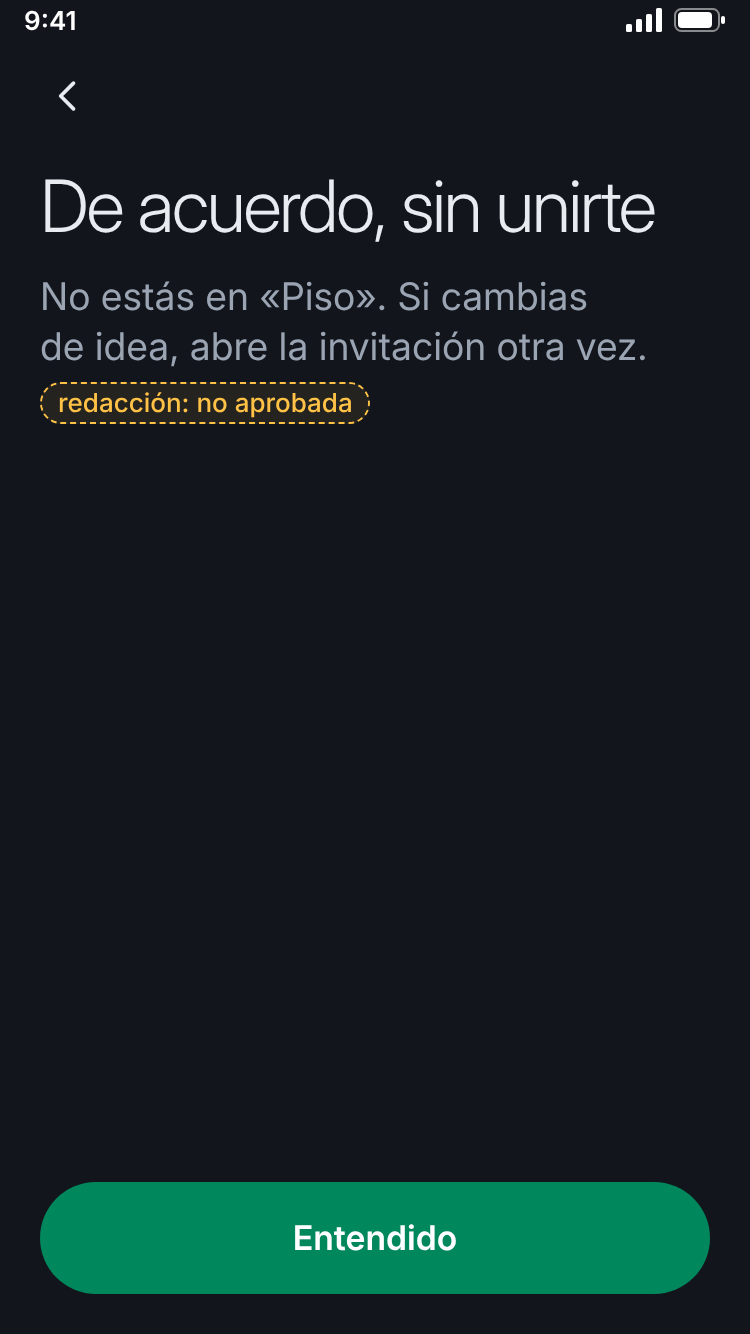 9:41
De acuerdo, sin unirte
No estás en «Piso». Si cambias
de idea, abre la invitación otra vez.
redacción: no aprobada
Entendido